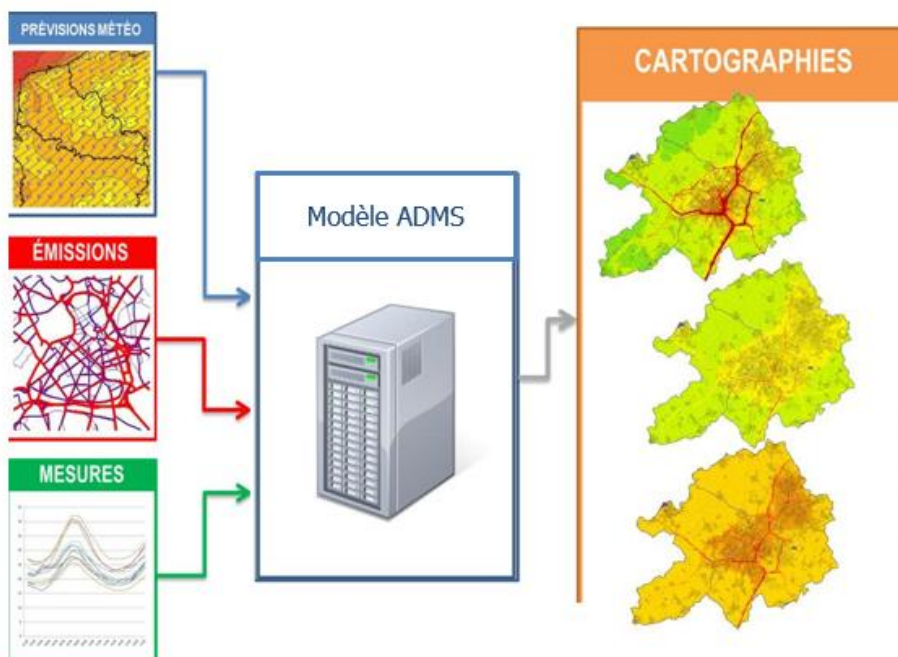 PRÉVISIONS MÉTÉO
ÉMISSIONS
MESURES
Modèle ADMS
CARTOGRAPHIES